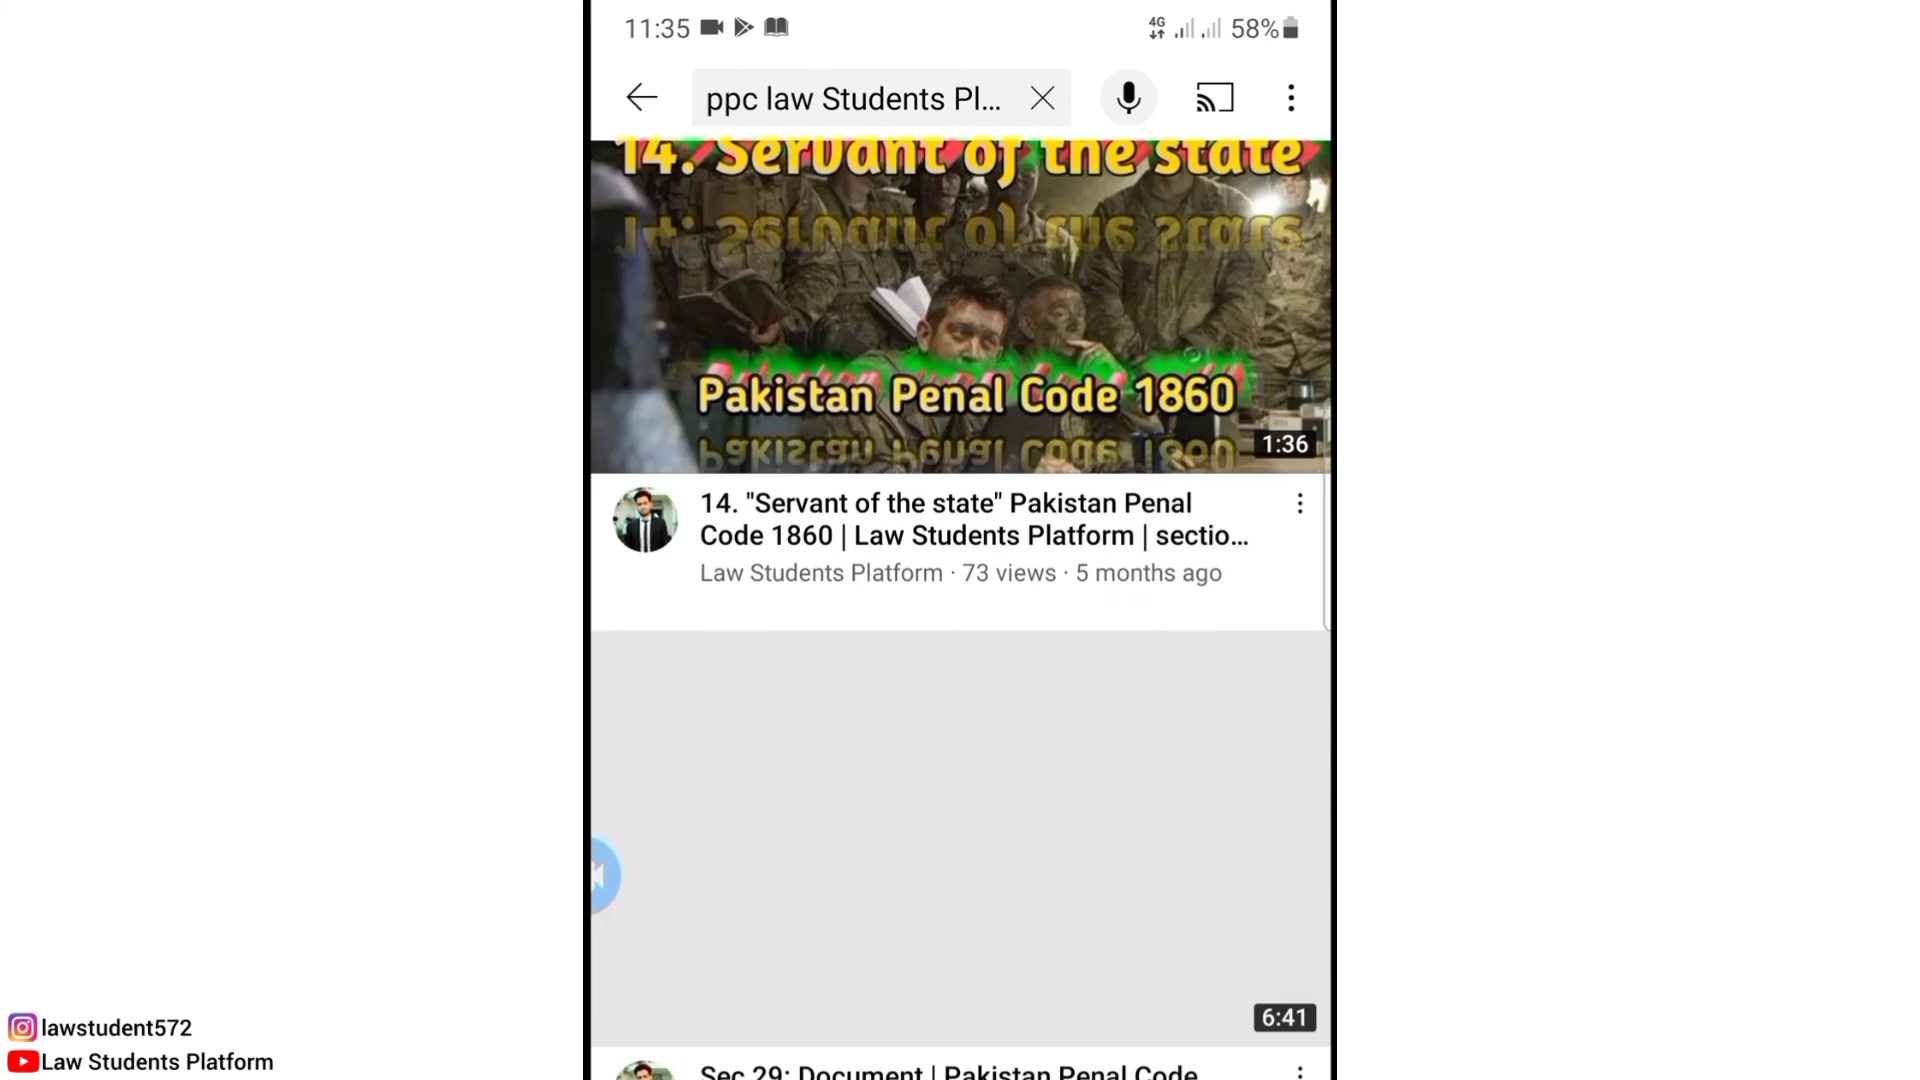 11:35
4G
58%
ppc law Students Pl...
14. Servant of the state
Pakistan Penal Code 1860
1:36
14. "Servant of the state" Pakistan Penal
Code 1860 | Law Students Platform | sectio...
Law Students Platform · 73 views · 5 months ago
6:41
Sec 29: Document | Pakistan Penal Code
lawstudent572
Law Students Platform